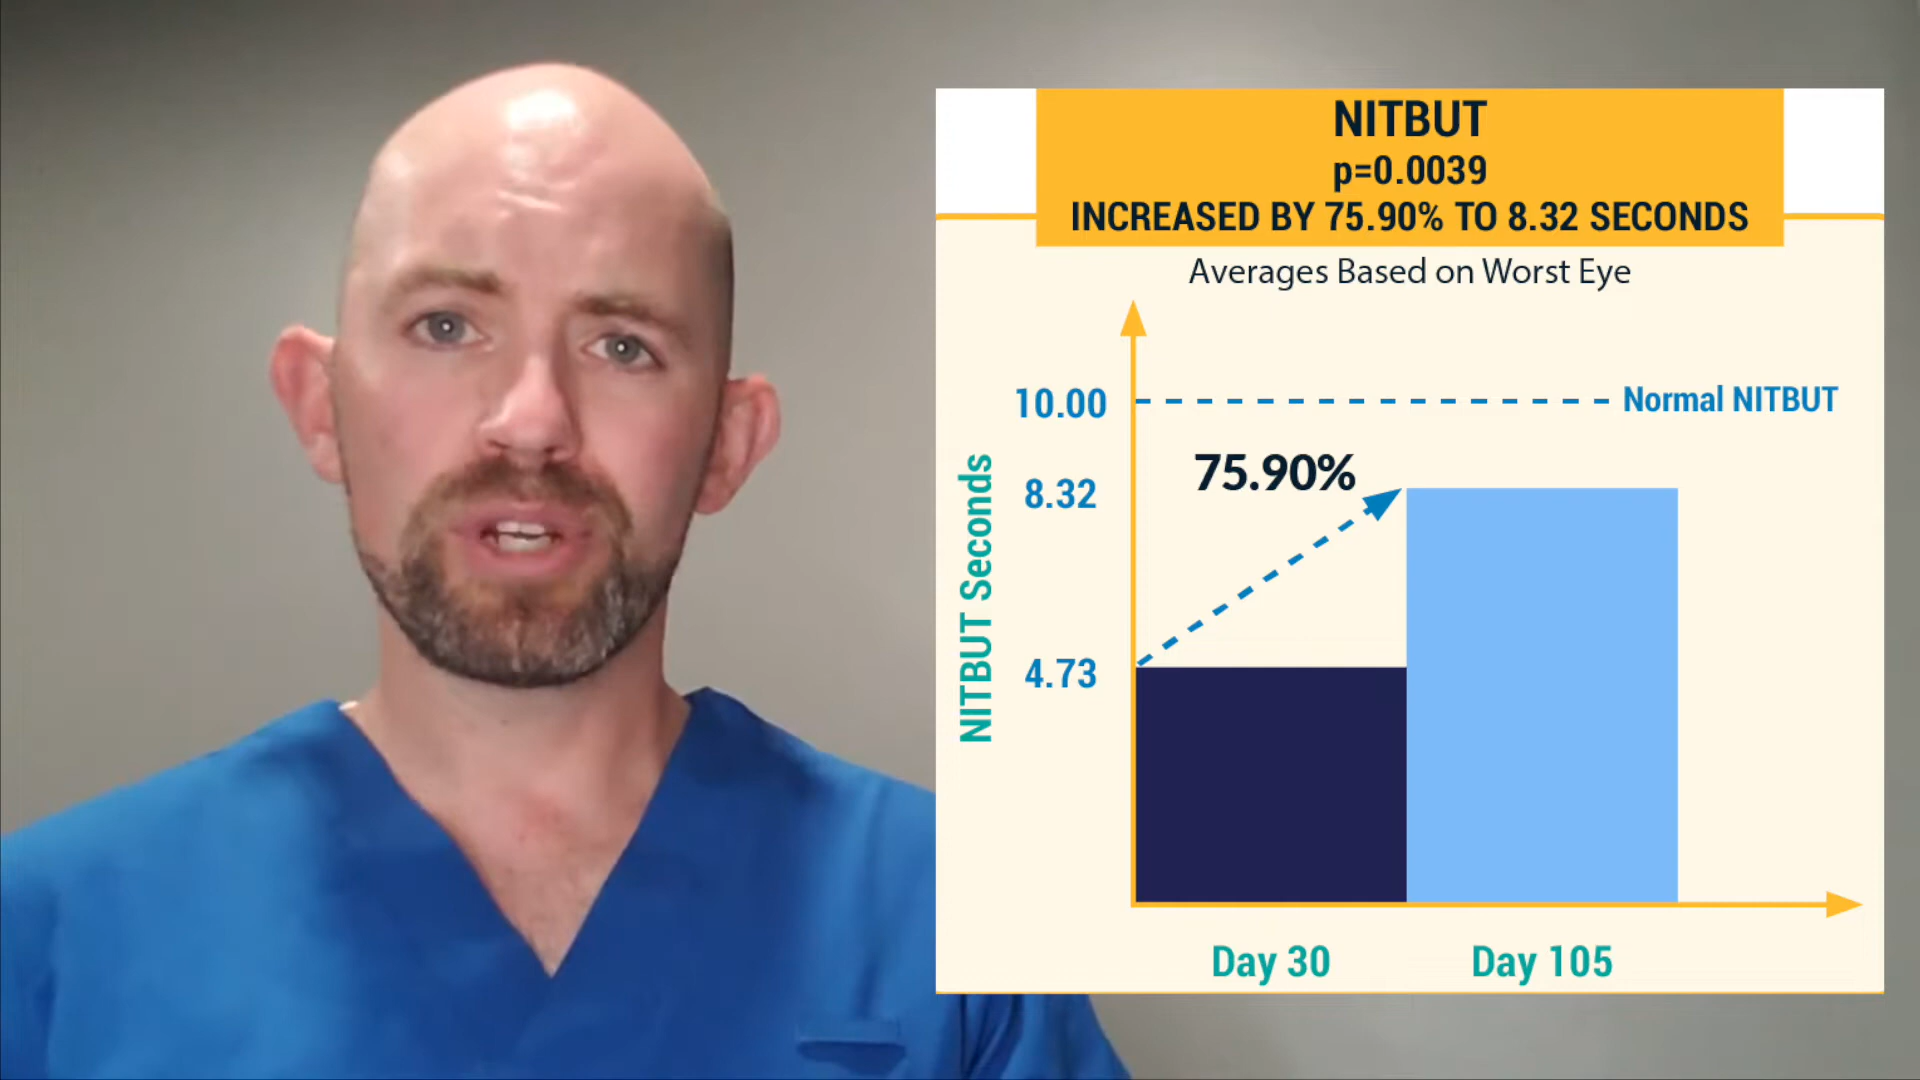 NITBUT
p=0.0039
INCREASED BY 75.90% TO 8.32 SECONDS
Averages Based on Worst Eye
10.00
Normal NITBUT
75.90%
8.32
4.73
NITBUT Seconds
Day 30
Day 105